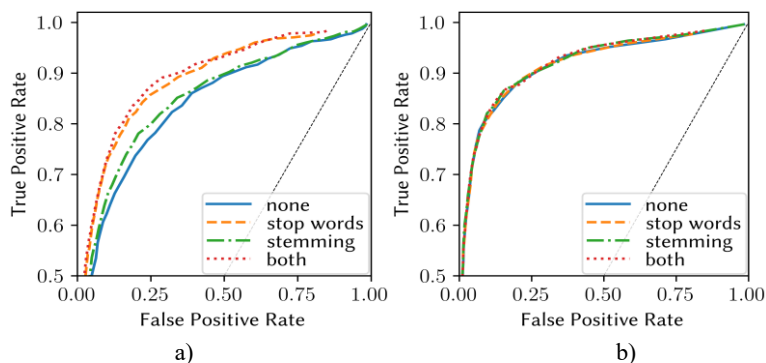 1.0
0.9
0.8
0.7
0.6
0.5
True Positive Rate
0.00 0.25 0.50 0.75 1.00
False Positive Rate
none
stop words
stemming
both
a)
1.0
0.9
0.8
0.7
0.6
0.5
True Positive Rate
0.00 0.25 0.50 0.75 1.00
False Positive Rate
none
stop words
stemming
both
b)